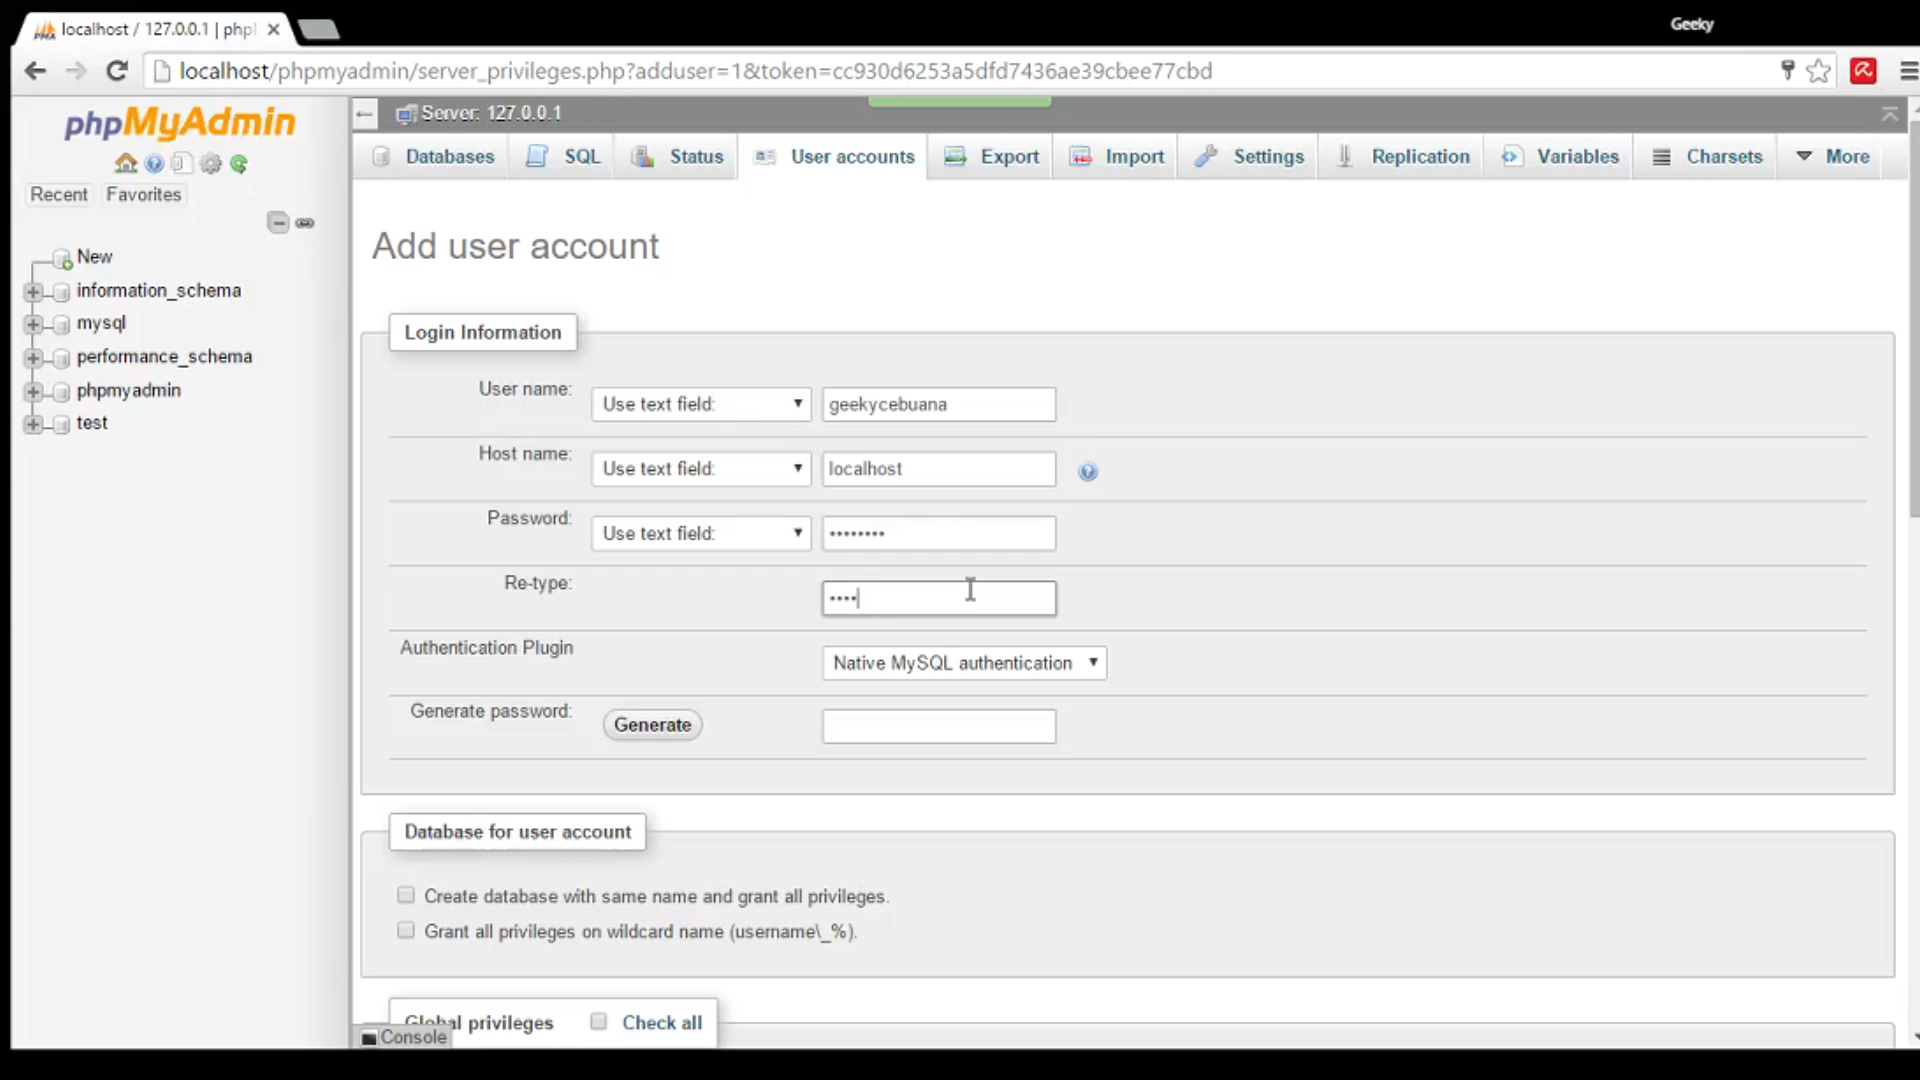 localhost / 127.0.0.1 | php
Geeky
localhost/phpmyadmin/server_privileges.php?adduser=1&token=cc930d6253a5dfd7436ae39cbee77cbd
phpMyAdmin
Recent Favorites
New
information_schema
mysql
performance_schema
phpmyadmin
test
Server: 127.0.0.1
Databases SQL Status User accounts Export Import Settings Replication Variables Charsets More
Add user account
Login Information
User name: Use text field: geekycebuana
Host name: Use text field: localhost
Password: Use text field: ••••••••
Re-type: ••••
Authentication Plugin Native MySQL authentication
Generate password: Generate
Database for user account
Create database with same name and grant all privileges.
Grant all privileges on wildcard name (username\_%).
Global privileges Check all
Console